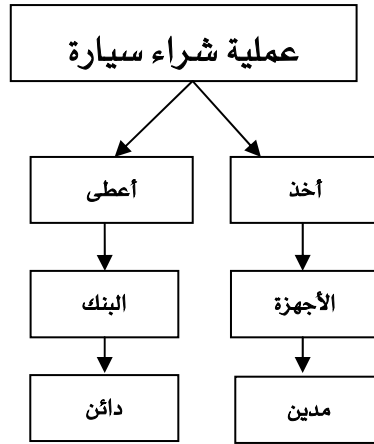 عملية شراء سيارة
أخذ
أعطى
الأجهزة
البنك
مدين
دائن